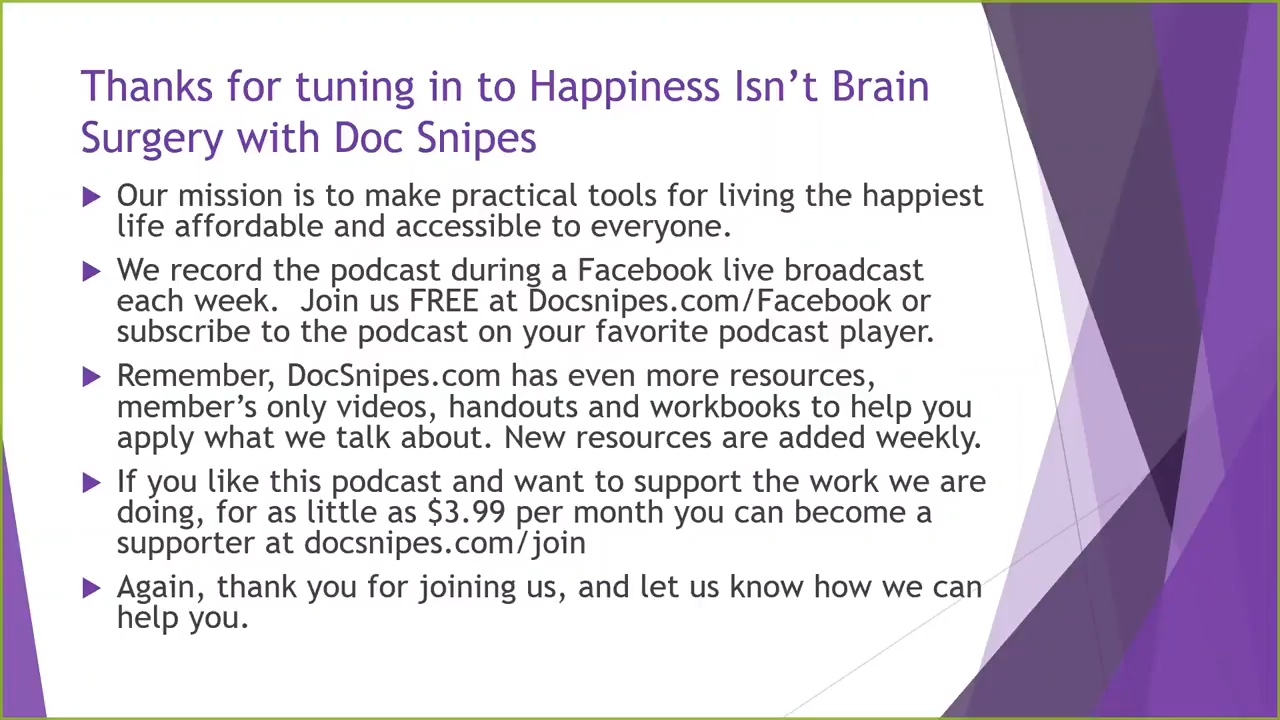 Thanks for tuning in to Happiness Isn’t Brain
Surgery with Doc Snipes
Our mission is to make practical tools for living the happiest
life affordable and accessible to everyone.
We record the podcast during a Facebook live broadcast
each week.  Join us FREE at Docsnipes.com/Facebook or
subscribe to the podcast on your favorite podcast player.
Remember, DocSnipes.com has even more resources,
member’s only videos, handouts and workbooks to help you
apply what we talk about. New resources are added weekly.
If you like this podcast and want to support the work we are
doing, for as little as $3.99 per month you can become a
supporter at docsnipes.com/join
Again, thank you for joining us, and let us know how we can
help you.